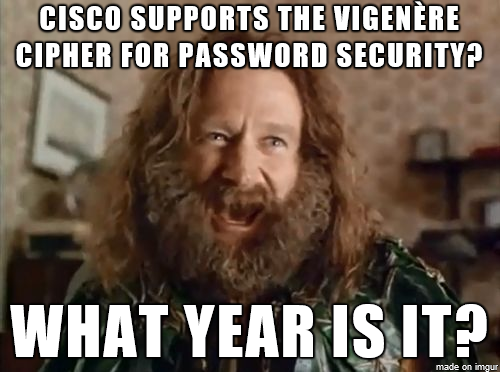 CISCO SUPPORTS THE VIGENÈRE
CIPHER FOR PASSWORD SECURITY?
WHAT YEAR IS IT?
made on imgur